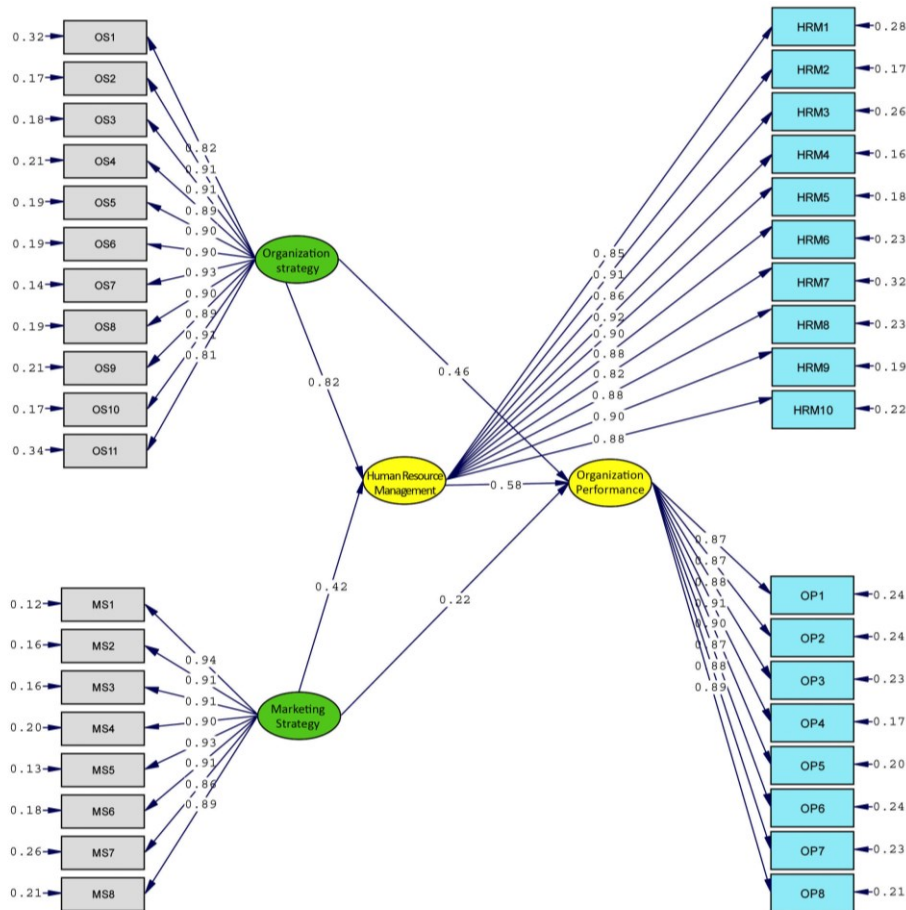 0.32 OS1
0.17 OS2
0.18 OS3
0.21 OS4
0.19 OS5
0.19 OS6
0.14 OS7
0.19 OS8
0.21 OS9
0.17 OS10
0.34 OS11
0.82
0.91
0.91
0.89
0.90
0.90
0.93
0.90
0.89
0.91
0.81
Organization
strategy
0.82
0.46
HRM1 0.28
HRM2 0.17
HRM3 0.26
HRM4 0.16
HRM5 0.18
HRM6 0.23
HRM7 0.32
HRM8 0.23
HRM9 0.19
HRM10 0.22
0.85
0.91
0.86
0.92
0.90
0.88
0.82
0.88
0.90
0.88
Human Resource
Management
0.58
Organization
Performance
0.42
0.22
0.12 MS1
0.16 MS2
0.16 MS3
0.20 MS4
0.13 MS5
0.18 MS6
0.26 MS7
0.21 MS8
0.94
0.91
0.91
0.90
0.93
0.91
0.86
0.89
Marketing
Strategy
0.87
0.87
0.88
0.91
0.90
0.87
0.88
0.89
OP1 0.24
OP2 0.24
OP3 0.23
OP4 0.17
OP5 0.20
OP6 0.24
OP7 0.23
OP8 0.21